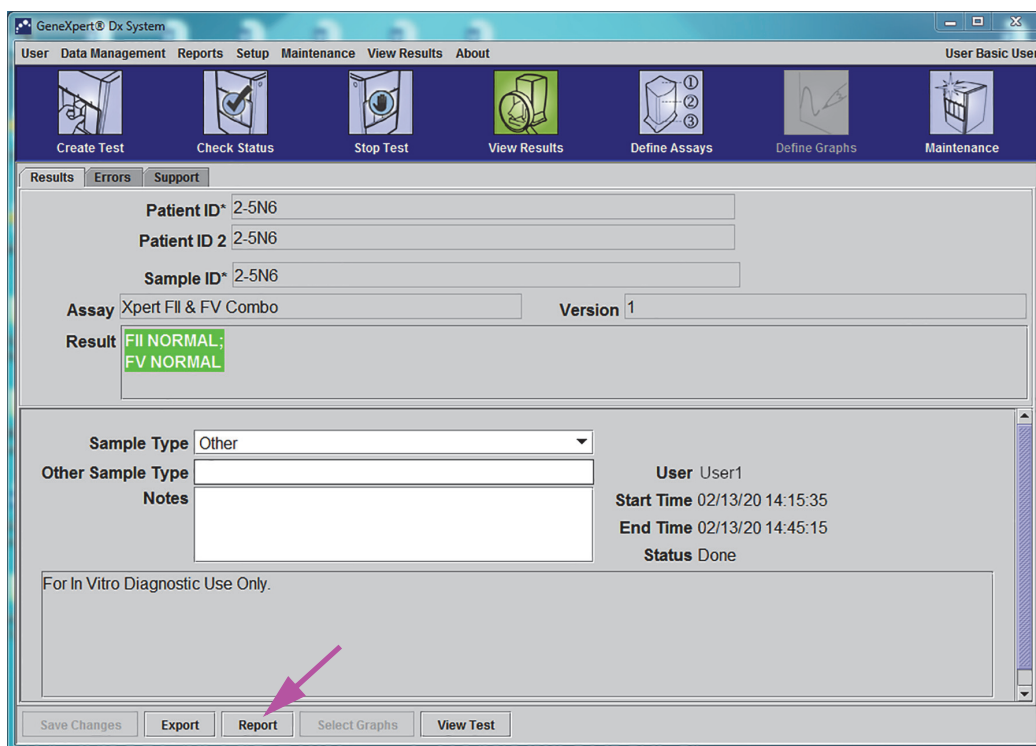 GeneXpert® Dx System
User Data Management Reports Setup Maintenance View Results About User Basic User
① ② ③
Create Test Check Status Stop Test View Results Define Assays Define Graphs Maintenance
Results Errors Support
Patient ID* 2-5N6
Patient ID 2 2-5N6
Sample ID* 2-5N6
Assay Xpert FII & FV Combo Version 1
Result FII NORMAL;
FV NORMAL
Sample Type Other
Other Sample Type User User1
Notes Start Time 02/13/20 14:15:35
End Time 02/13/20 14:45:15
Status Done
For In Vitro Diagnostic Use Only.
Save Changes Export Report Select Graphs View Test